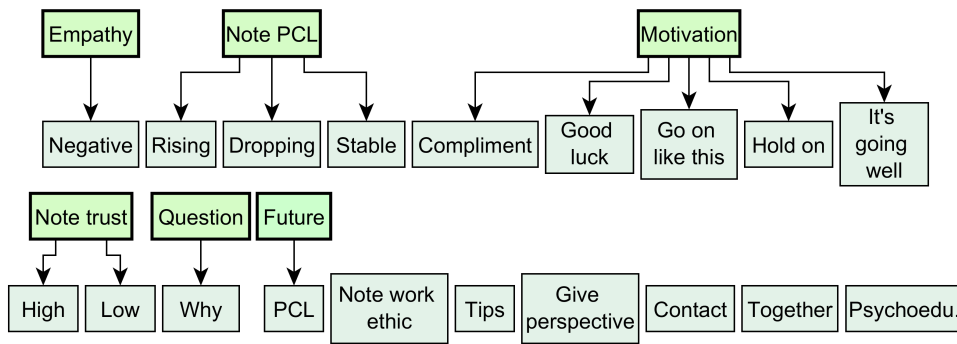 Empathy
Note PCL
Motivation
Negative
Rising
Dropping
Stable
Compliment
Good
luck
Go on
like this
Hold on
It's
going
well
Note trust
Question
Future
High
Low
Why
PCL
Note work
ethic
Tips
Give
perspective
Contact
Together
Psychoedu.